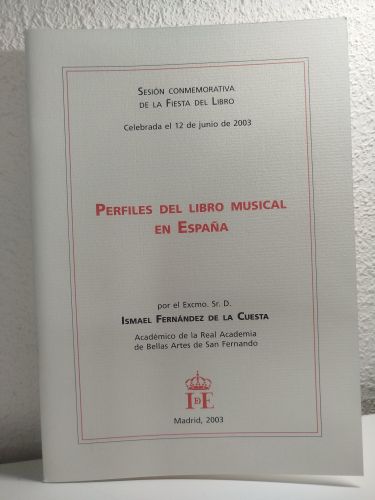 SESIÓN CONMEMORATIVA
DE LA FIESTA DEL LIBRO
Celebrada el 12 de junio de 2003
PERFILES DEL LIBRO MUSICAL
EN ESPAÑA
por el Excmo. Sr. D.
ISMAEL FERNÁNDEZ DE LA CUESTA
Académico de la Real Academia
de Bellas Artes de San Fernando
IDE
Madrid, 2003